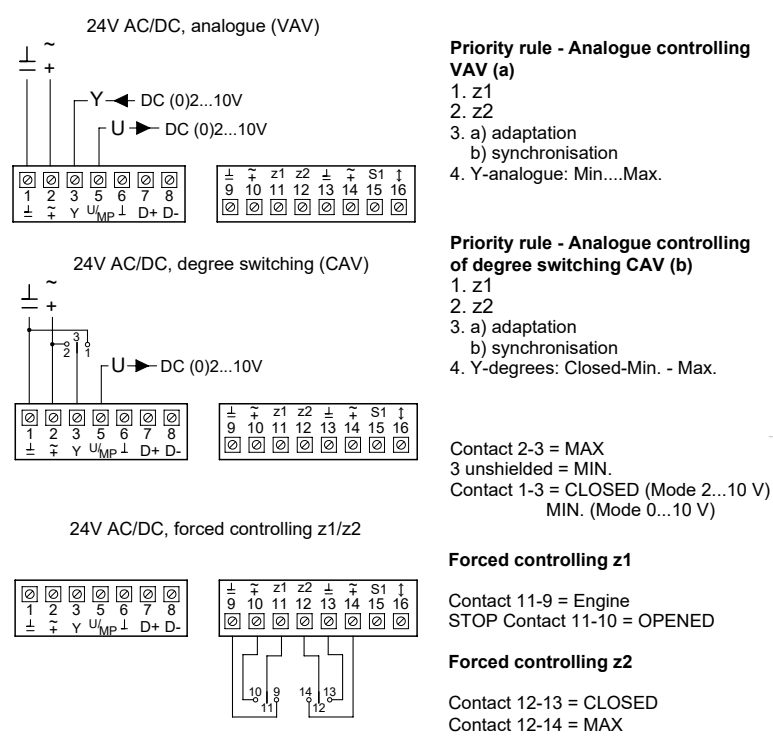 24V AC/DC, analogue (VAV)
⊥ ~
+
Y DC (0)2...10V
U DC (0)2...10V
1 2 3 5 6 7 8
⊥ ~+ Y U/MP ⊥ D+ D-
⊥ ~+ z1 z2 ⊥ ~+ S1 ↕
9 10 11 12 13 14 15 16
Priority rule - Analogue controlling
VAV (a)
1. z1
2. z2
3. a) adaptation
b) synchronisation
4. Y-analogue: Min....Max.
24V AC/DC, degree switching (CAV)
⊥ ~
+
3
2 1
U DC (0)2...10V
1 2 3 5 6 7 8
⊥ ~+ Y U/MP ⊥ D+ D-
⊥ ~+ z1 z2 ⊥ ~+ S1 ↕
9 10 11 12 13 14 15 16
Priority rule - Analogue controlling
of degree switching CAV (b)
1. z1
2. z2
3. a) adaptation
b) synchronisation
4. Y-degrees: Closed-Min. - Max.
Contact 2-3 = MAX
3 unshielded = MIN.
Contact 1-3 = CLOSED (Mode 2...10 V)
MIN. (Mode 0...10 V)
24V AC/DC, forced controlling z1/z2
1 2 3 5 6 7 8
⊥ ~+ Y U/MP ⊥ D+ D-
⊥ ~+ z1 z2 ⊥ ~+ S1 ↕
9 10 11 12 13 14 15 16
10 9 14 13
11 12
Forced controlling z1
Contact 11-9 = Engine
STOP Contact 11-10 = OPENED
Forced controlling z2
Contact 12-13 = CLOSED
Contact 12-14 = MAX